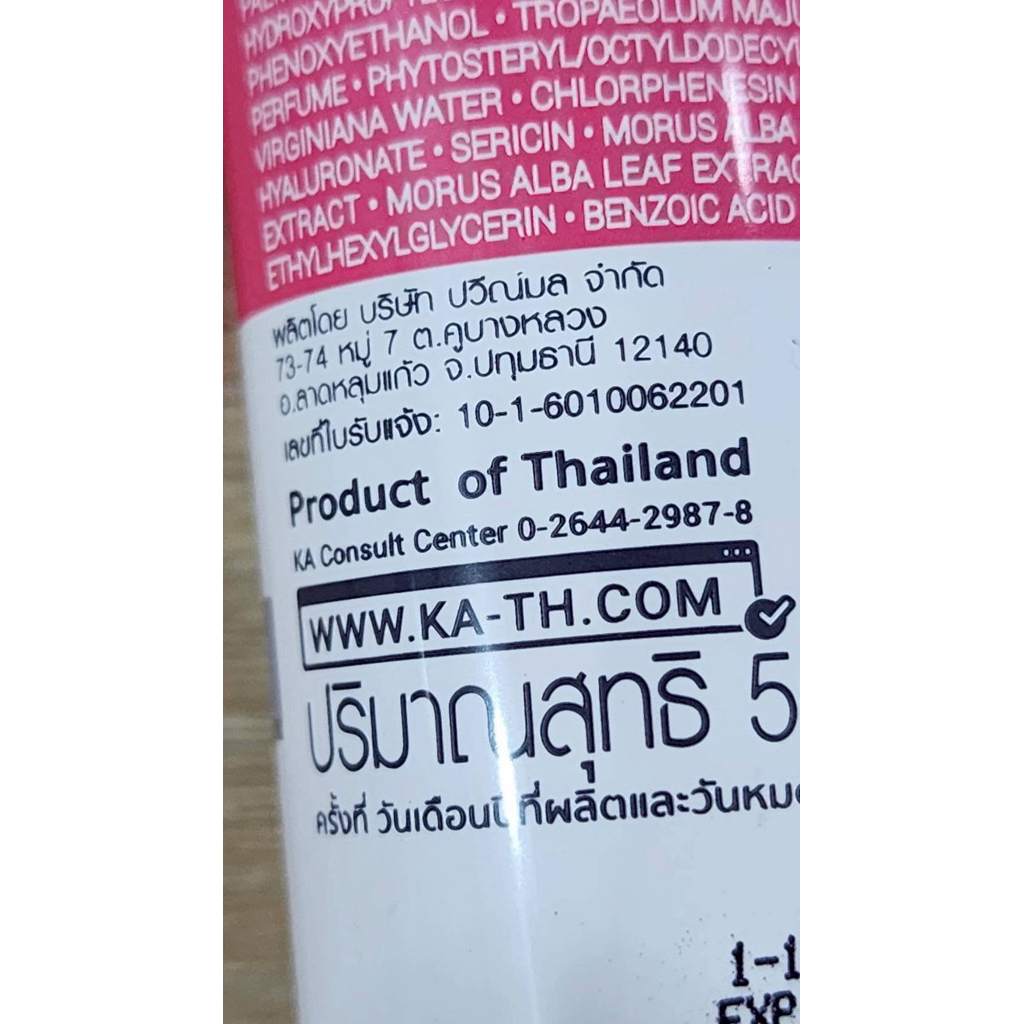 PHENOXYETHANOL • TROPAEOLUM
PERFUME • PHYTOSTERYL/OCTYLDODECYL
VIRGINIANA WATER • CHLORPHENESIN
HYALURONATE • SERICIN • MORUS ALBA
EXTRACT • MORUS ALBA LEAF
ETHYLHEXYLGLYCERIN • BENZOIC ACID
ผลิตโดย บริษัท ปวีณ์มล จำกัด
73-74 หมู่ 7 ต.คูบางหลวง
อ.ลาดหลุมแก้ว จ.ปทุมธานี 12140
เลขที่ใบรับแจ้ง: 10-1-6010062201
Product of Thailand
KA Consult Center 0-2644-2987-8
WWW.KA-TH.COM
ปริมาณสุทธิ 5
ครั้งที่ วันเดือนปีที่ผลิตและวันหม
1-1
EXP